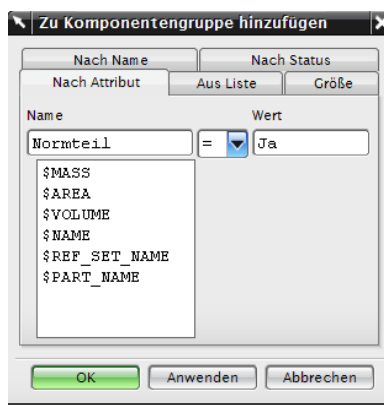 Zu Komponentengruppe hinzufügen
Nach Name Nach Status
Nach Attribut Aus Liste Größe
Name Wert
Normteil = Ja
$MASS
$AREA
$VOLUME
$NAME
$REF_SET_NAME
$PART_NAME
OK Anwenden Abbrechen